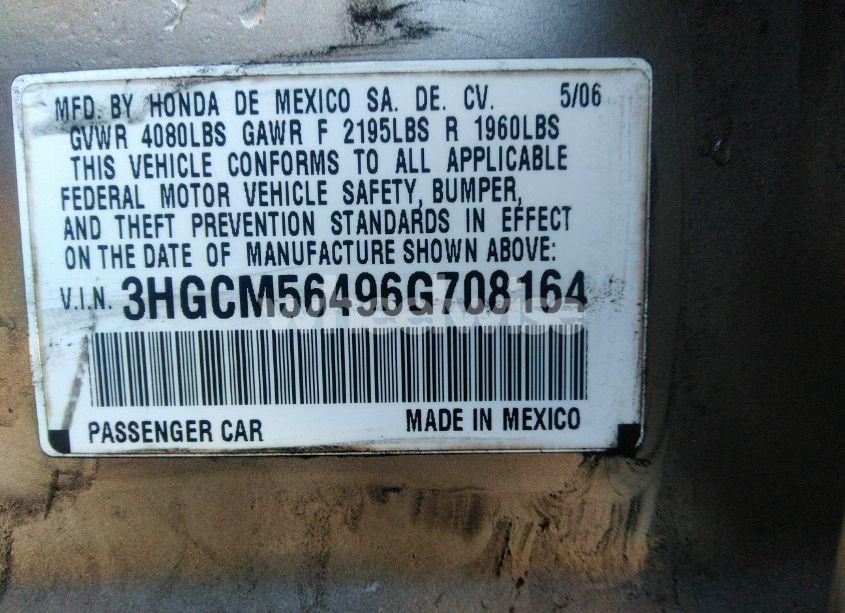 MFD. BY HONDA DE MEXICO SA. DE. CV. 5/06
GVWR 4080LBS GAWR F 2195LBS R 1960LBS
THIS VEHICLE CONFORMS TO ALL APPLICABLE
FEDERAL MOTOR VEHICLE SAFETY, BUMPER,
AND THEFT PREVENTION STANDARDS IN EFFECT
ON THE DATE OF MANUFACTURE SHOWN ABOVE:
V.I.N. 3HGCM56496G708164
wheelwise
PASSENGER CAR MADE IN MEXICO